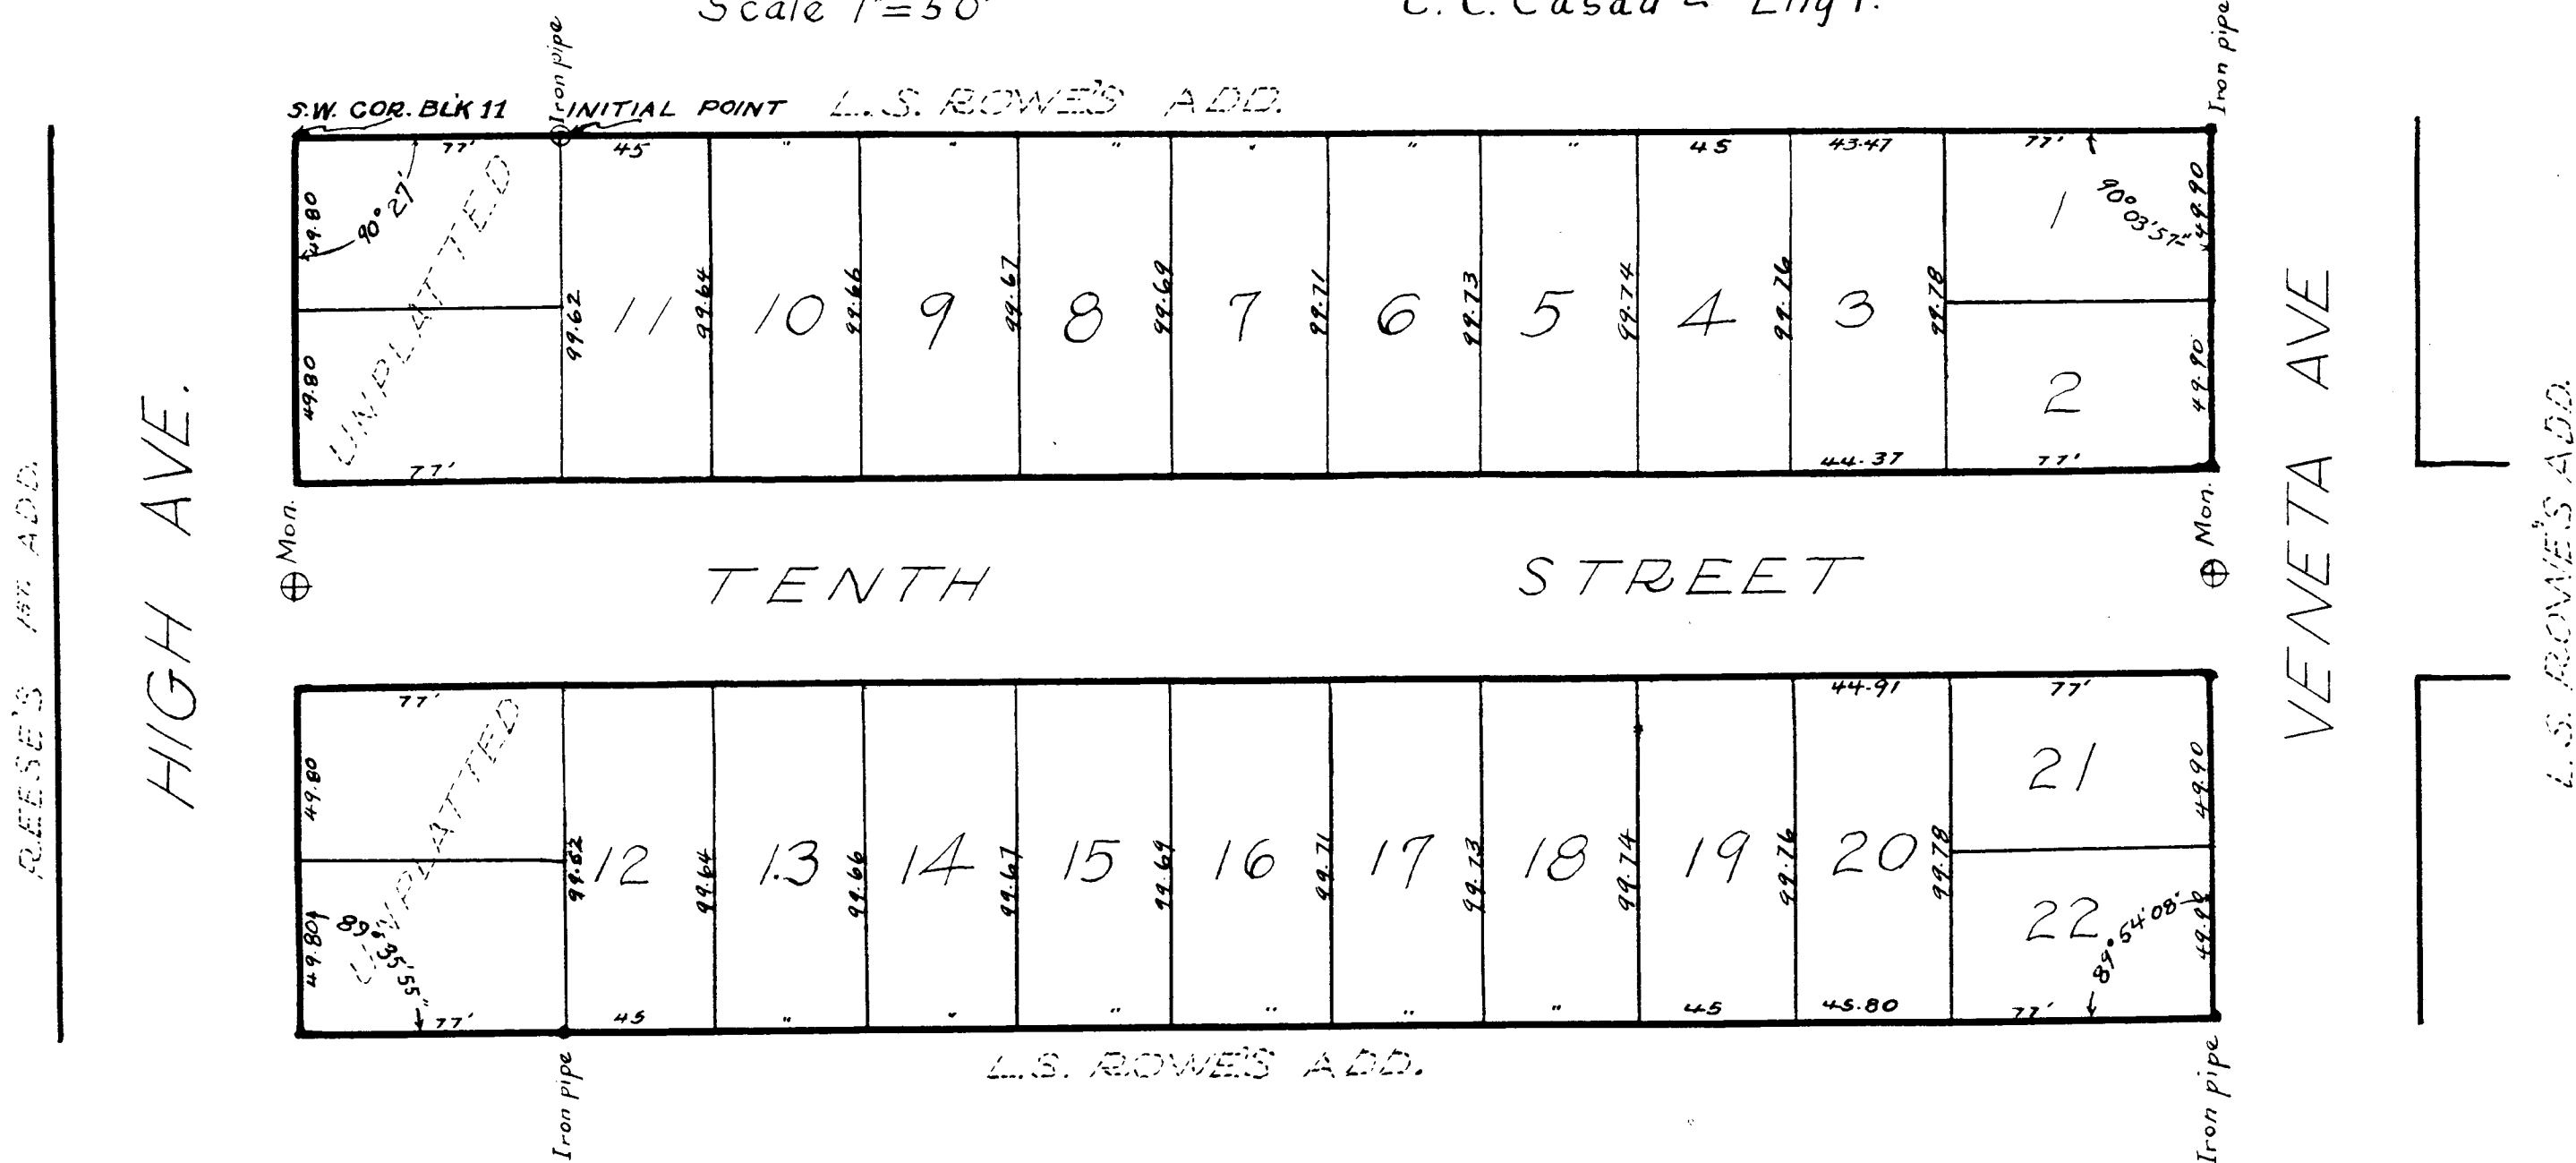 Scale 1"=50'
C. C. Casad ~ Eng'r.
Iron pipe
Iron pipe
S.W. COR. BLK 11
INITIAL POINT
L.S. ROWE'S ADD.
77' 45 " " " " " " 45 43.47 77'
49.80
90° 27'
UNPLATTED
49.80
77'
99.62
11
99.64
10
99.66
9
99.67
8
99.69
7
99.71
6
99.73
5
99.74
4
99.76
3
99.78
44.37
1
90° 03' 57"
49.90
2
49.90
77'
REESE'S 1ST. ADD.
HIGH AVE.
Mon.
TENTH STREET
Mon.
VENETA AVE
L.S. ROWE'S ADD.
77'
44.91
77'
49.80
UNPLATTED
49.80
89° 35' 55"
77'
99.62
12
99.64
13
99.66
14
99.67
15
99.69
16
99.71
17
99.73
18
99.74
19
99.76
20
99.78
21
49.90
22
89° 54' 08"
49.90
45 " " " " " " 45 45.80 77'
Iron pipe
L.S. ROWE'S ADD.
Iron pipe